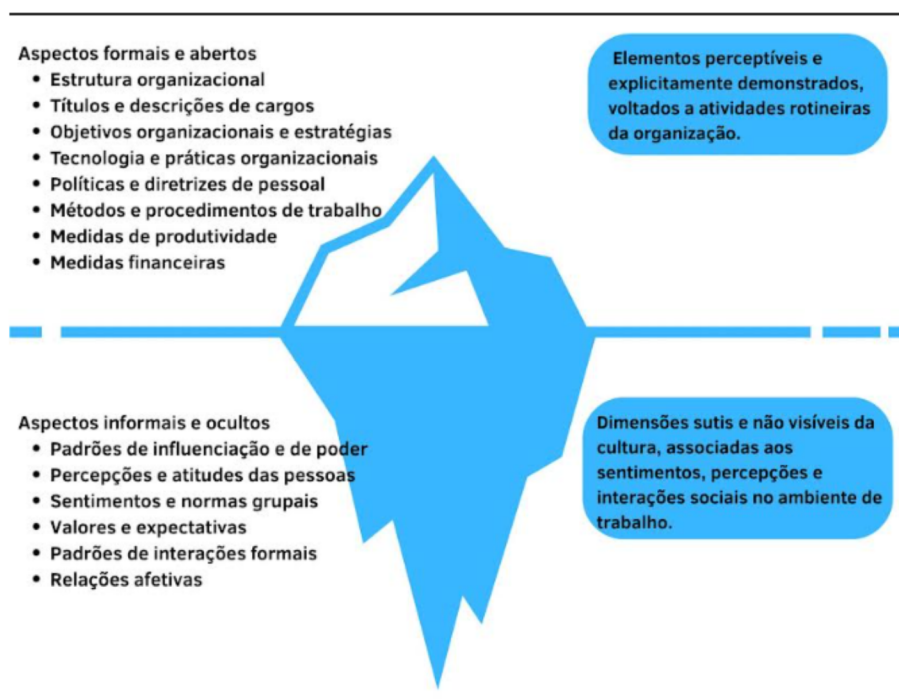 Aspectos formais e abertos
• Estrutura organizacional
• Títulos e descrições de cargos
• Objetivos organizacionais e estratégias
• Tecnologia e práticas organizacionais
• Políticas e diretrizes de pessoal
• Métodos e procedimentos de trabalho
• Medidas de produtividade
• Medidas financeiras
Elementos perceptíveis e
explicitamente demonstrados,
voltados a atividades rotineiras
da organização.
Aspectos informais e ocultos
• Padrões de influenciação e de poder
• Percepções e atitudes das pessoas
• Sentimentos e normas grupais
• Valores e expectativas
• Padrões de interações formais
• Relações afetivas
Dimensões sutis e não visíveis da
cultura, associadas aos
sentimentos, percepções e
interações sociais no ambiente de
trabalho.